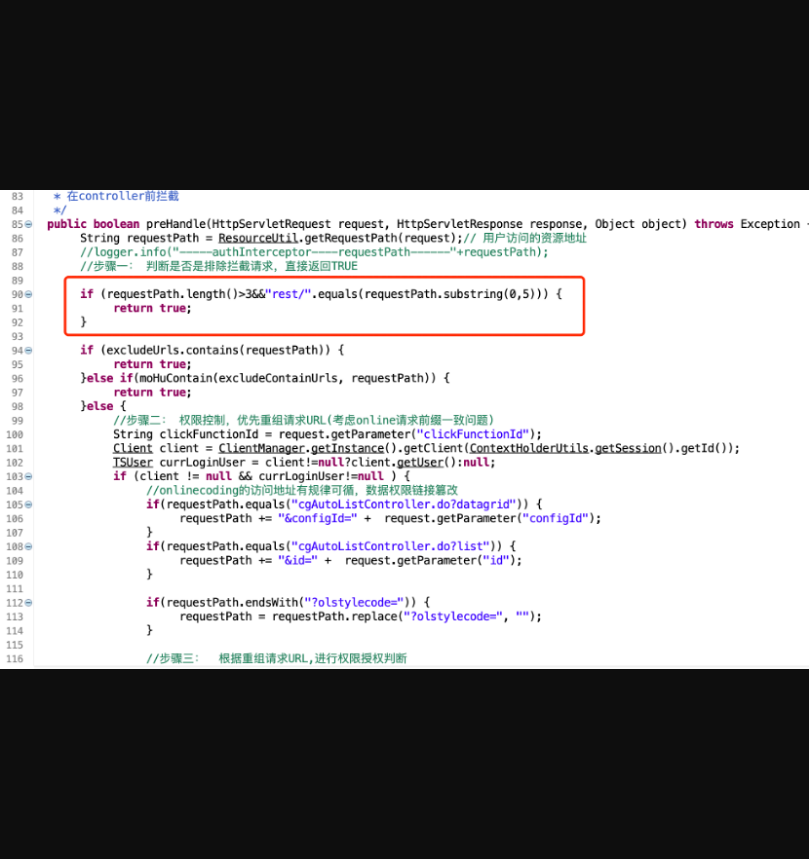 83 * 在controller前拦截
84 */
85 public boolean preHandle(HttpServletRequest request, HttpServletResponse response, Object object) throws Exception
86 String requestPath = ResourceUtil.getRequestPath(request);// 用户访问的资源地址
87 //logger.info("-----authInterceptor----requestPath------"+requestPath);
88 //步骤一： 判断是否是排除拦截请求，直接返回TRUE
89
90 if (requestPath.length()>3&&"rest/".equals(requestPath.substring(0,5))) {
91 return true;
92 }
93
94 if (excludeUrls.contains(requestPath)) {
95 return true;
96 }else if(moHuContain(excludeContainUrls, requestPath)) {
97 return true;
98 }else {
99 //步骤二： 权限控制，优先重组请求URL(考虑online请求前缀一致问题)
100 String clickFunctionId = request.getParameter("clickFunctionId");
101 Client client = ClientManager.getInstance().getClient(ContextHolderUtils.getSession().getId());
102 TSUser currLoginUser = client!=null?client.getUser():null;
103 if (client != null && currLoginUser!=null ) {
104 //onlinecoding的访问地址有规律可循，数据权限链接篡改
105 if(requestPath.equals("cgAutoListController.do?datagrid")) {
106 requestPath += "&configId=" + request.getParameter("configId");
107 }
108 if(requestPath.equals("cgAutoListController.do?list")) {
109 requestPath += "&id=" + request.getParameter("id");
110 }
111
112 if(requestPath.endsWith("?olstylecode=")) {
113 requestPath = requestPath.replace("?olstylecode=", "");
114 }
115
116 //步骤三： 根据重组请求URL,进行权限授权判断